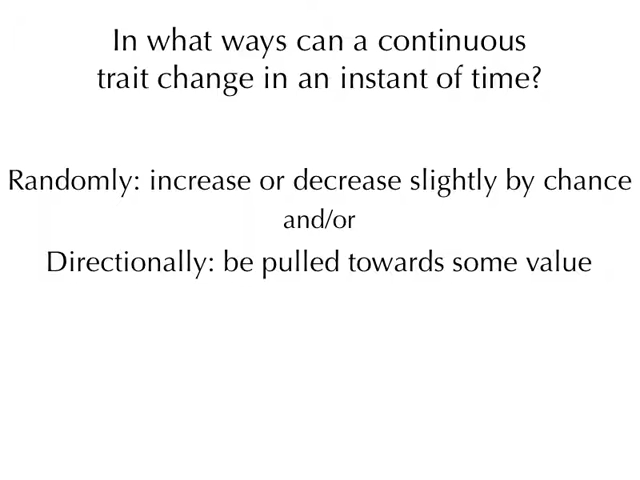 In what ways can a continuous
trait change in an instant of time?
Randomly: increase or decrease slightly by chance
and/or
Directionally: be pulled towards some value